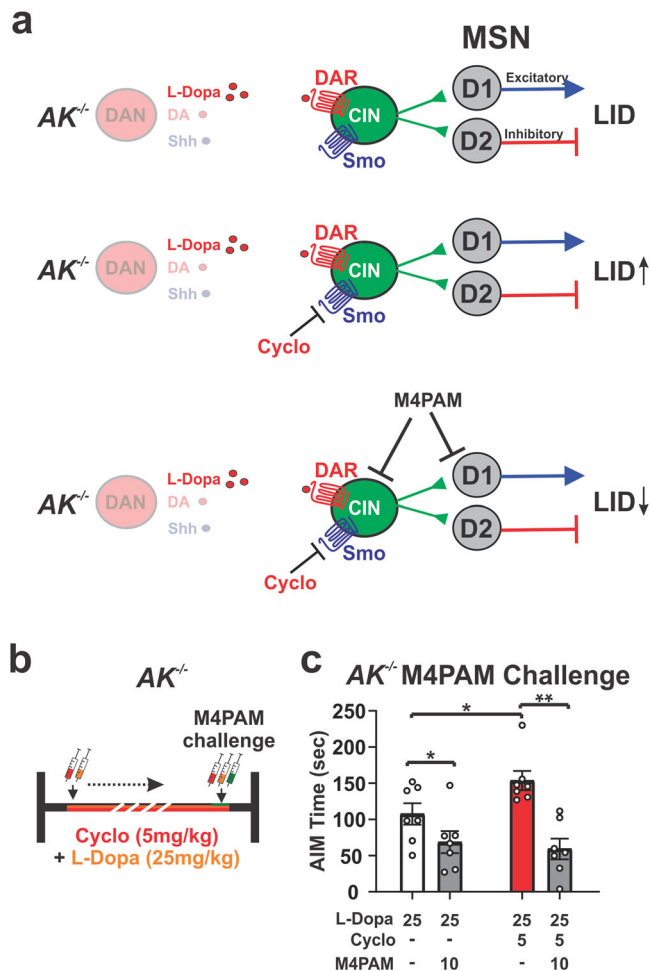 a
MSN
AK-/-
DAN
L-Dopa
DA
Shh
DAR
CIN
Smo
D1
Excitatory
D2
Inhibitory
LID
AK-/-
DAN
L-Dopa
DA
Shh
DAR
CIN
Smo
Cyclo
D1
D2
LID↑
M4PAM
AK-/-
DAN
L-Dopa
DA
Shh
DAR
CIN
Smo
Cyclo
D1
D2
LID↓
b
AK-/-
M4PAM
challenge
Cyclo (5mg/kg)
+ L-Dopa (25mg/kg)
c
AK-/- M4PAM Challenge
AIM Time (sec)
250
200
150
100
50
0
*
*
**
L-Dopa 25 25 25 25
Cyclo - - 5 5
M4PAM - 10 - 10